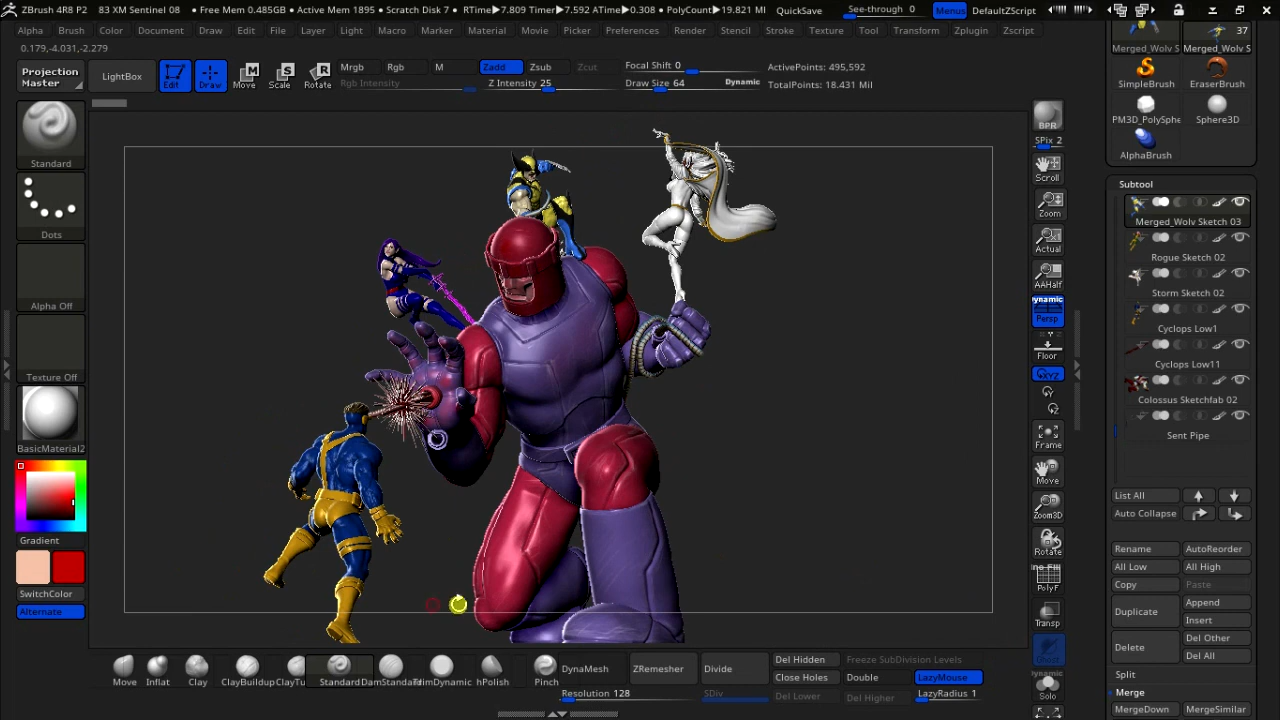 ZBrush 4R8 P2 83 XM Sentinel 08 • Free Mem 0.485GB • Active Mem 1895 • Scratch Disk 7 • RTime▶7.809 Timer▶7.592 ATime▶0.308 • PolyCount▶19.821 MI QuickSave See-through 0 Menus DefaultZScript
Alpha Brush Color Document Draw Edit File Layer Light Macro Marker Material Movie Picker Preferences Render Stencil Stroke Texture Tool Transform Zplugin Zscript
0.179,-4.031,-2.279
Projection Master
LightBox
Edit
Draw
Move
Scale
Rotate
Mrgb Rgb M Zadd Zsub Zcut
Rgb Intensity Z Intensity 25
Focal Shift 0
Draw Size 64 Dynamic
ActivePoints: 495,592
TotalPoints: 18.431 Mil
37
Merged_Wolv S Merged_Wolv S
SimpleBrush EraserBrush
PM3D_PolySphe Sphere3D
AlphaBrush
Standard
Dots
Alpha Off
Texture Off
BasicMaterial2
Gradient
SwitchColor
Alternate
BPR
SPix 2
Scroll
Zoom
Actual
AAHalf
Dynamic
Persp
Floor
XYZ
Frame
Move
Zoom3D
Rotate
PolyF
Transp
Ghost
Dynamic
Solo
Subtool
Merged_Wolv Sketch 03
Rogue Sketch 02
Storm Sketch 02
Cyclops Low1
Cyclops Low11
Colossus Sketchfab 02
Sent Pipe
List All
Auto Collapse
Rename AutoReorder
All Low All High
Copy Paste
Duplicate Append
Insert
Delete Del Other
Del All
Split
Merge
MergeDown MergeSimilar
Move Inflat Clay ClayBuildup ClayTu Standard DamStandard TrimDynamic hPolish Pinch
DynaMesh
Resolution 128
ZRemesher
Divide
SDiv
Del Hidden
Close Holes
Del Lower
Freeze SubDivision Levels
Double
Del Higher
LazyMouse
LazyRadius 1